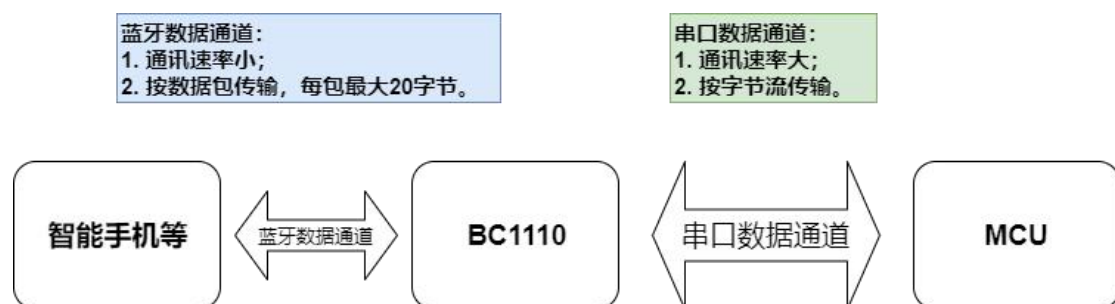 蓝牙数据通道：
1. 通讯速率小；
2. 按数据包传输，每包最大20字节。
串口数据通道：
1. 通讯速率大；
2. 按字节流传输。
智能手机等
蓝牙数据通道
BC1110
串口数据通道
MCU